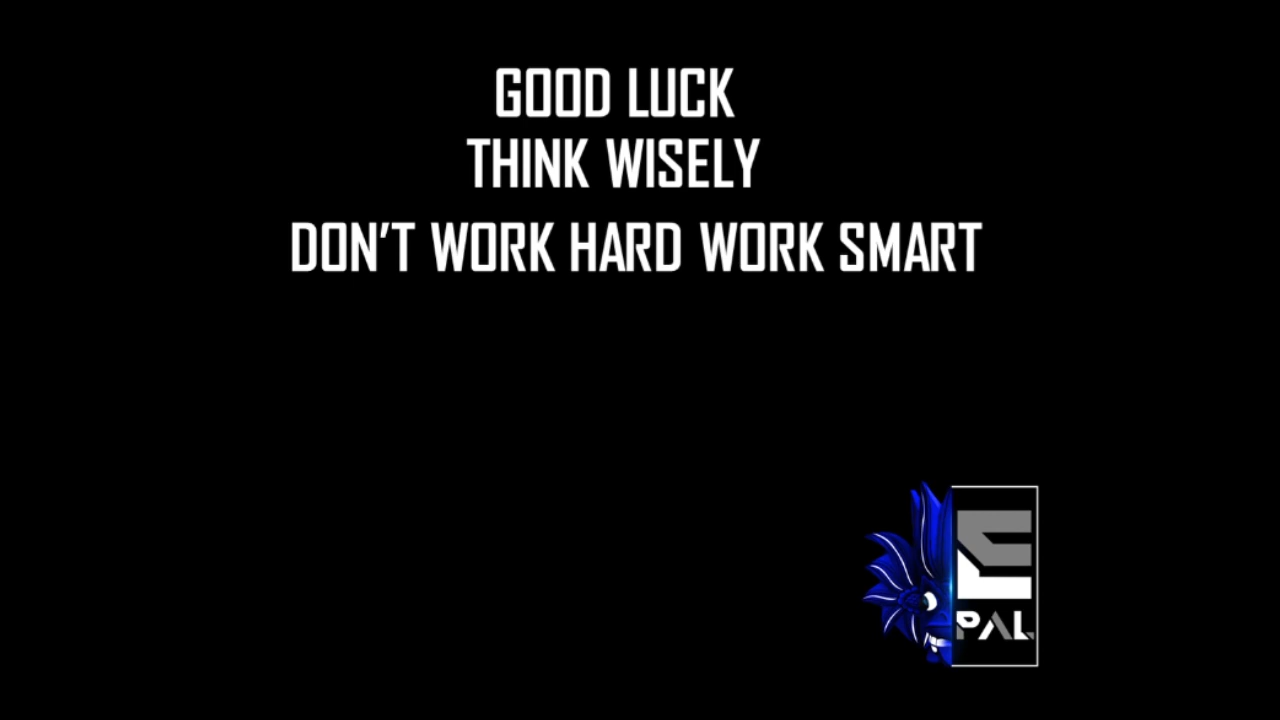 GOOD LUCK
THINK WISELY
DON'T WORK HARD WORK SMART
E
PAL